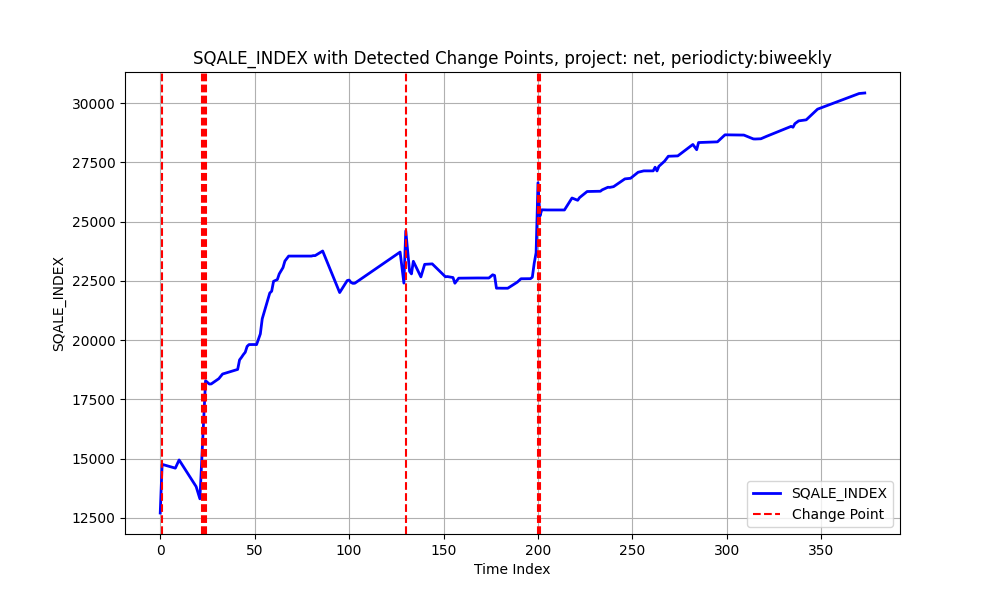 SQALE_INDEX with Detected Change Points, project: net, periodicty:biweekly
SQALE_INDEX
30000
27500
25000
22500
20000
17500
15000
12500
0 50 100 150 200 250 300 350
Time Index
SQALE_INDEX
Change Point